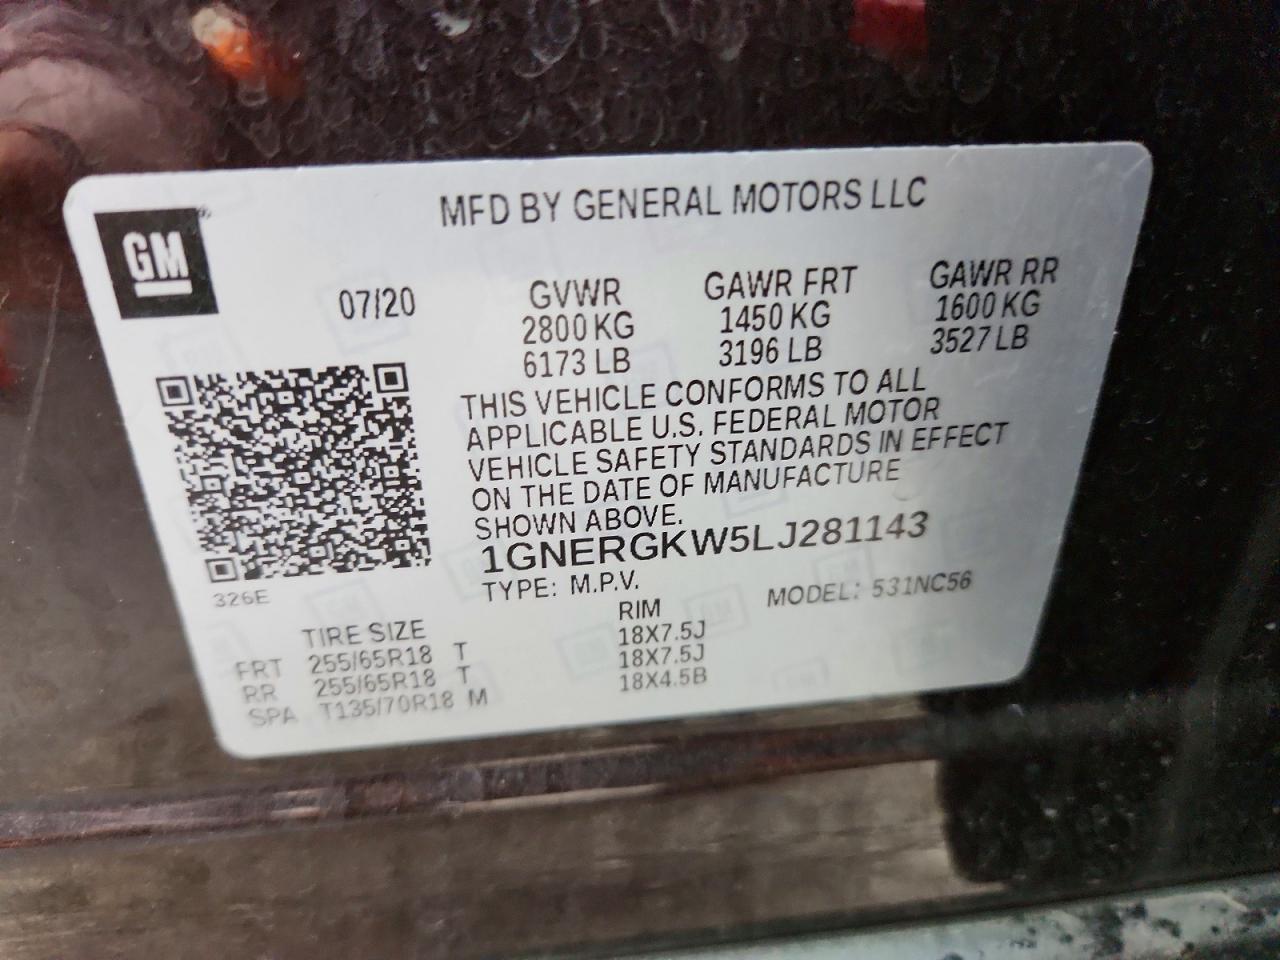 MFD BY GENERAL MOTORS LLC
GM
07/20
GVWR GAWR FRT GAWR RR
2800 KG 1450 KG 1600 KG
6173 LB 3196 LB 3527 LB
THIS VEHICLE CONFORMS TO ALL
APPLICABLE U.S. FEDERAL MOTOR
VEHICLE SAFETY STANDARDS IN EFFECT
ON THE DATE OF MANUFACTURE
SHOWN ABOVE.
1GNERGKW5LJ281143
326E
TYPE: M.P.V. MODEL: 531NC56
TIRE SIZE RIM
FRT 255/65R18 T 18X7.5J
RR 255/65R18 T 18X7.5J
SPA T135/70R18 M 18X4.5B